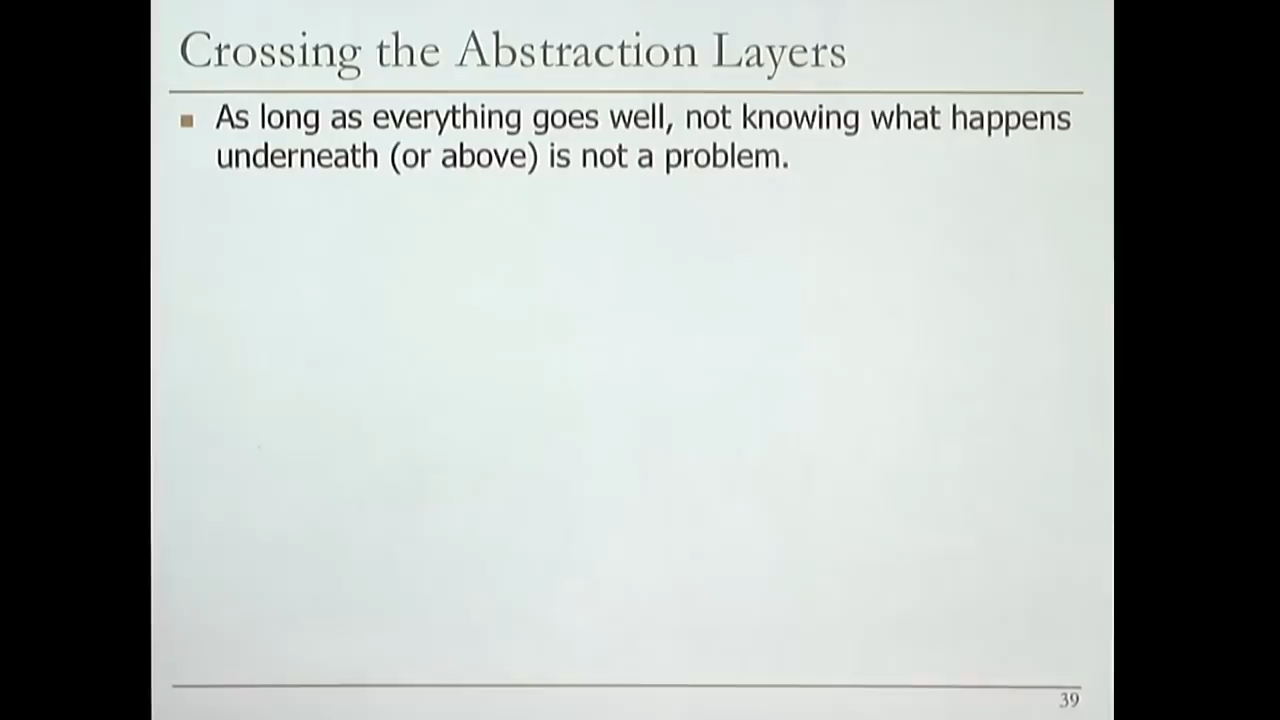 Crossing the Abstraction Layers
As long as everything goes well, not knowing what happens
underneath (or above) is not a problem.
39